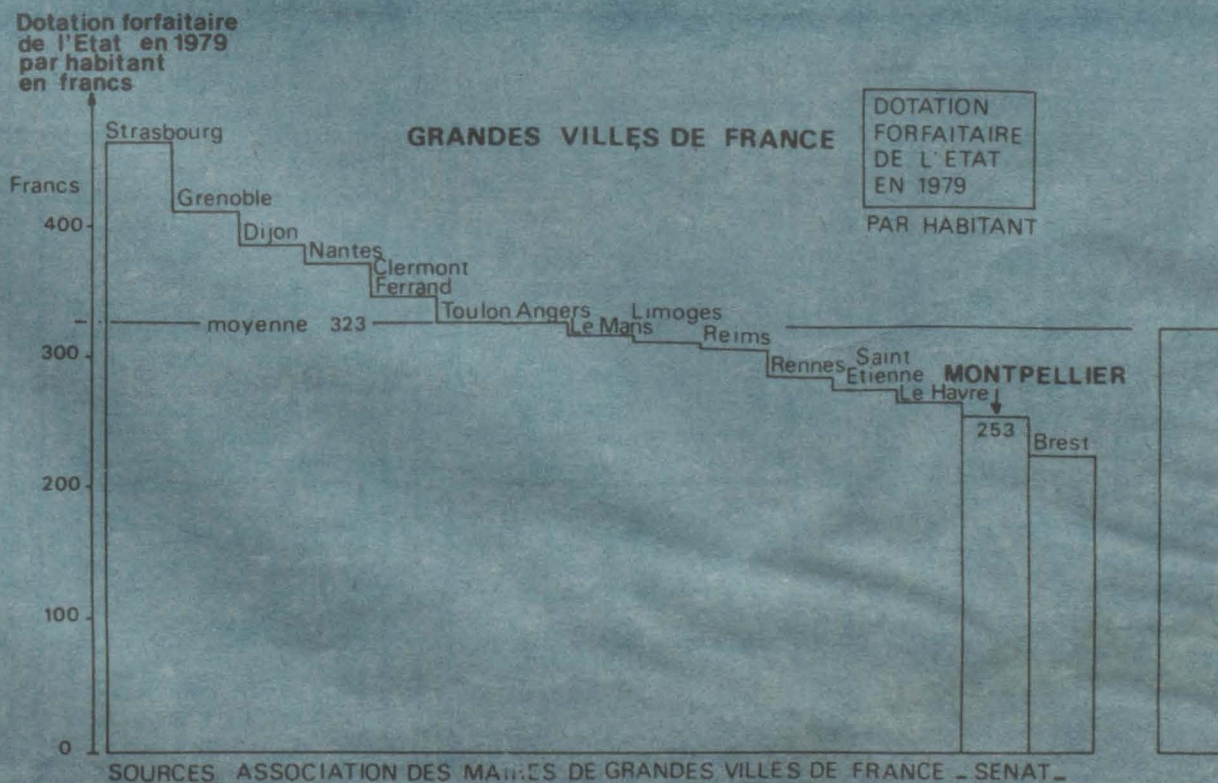 Dotation forfaitaire
de l'Etat en 1979
par habitant
en francs
GRANDES VILLES DE FRANCE
DOTATION
FORFAITAIRE
DE L'ETAT
EN 1979
PAR HABITANT
Francs
400
300
200
100
0
Strasbourg
Grenoble
Dijon
Nantes
Clermont
Ferrand
Toulon Angers
moyenne 323
Le Mans
Limoges
Reims
Rennes
Saint
Etienne
Le Havre
MONTPELLIER
253
Brest
SOURCES ASSOCIATION DES MAIRES DE GRANDES VILLES DE FRANCE _ SENAT _